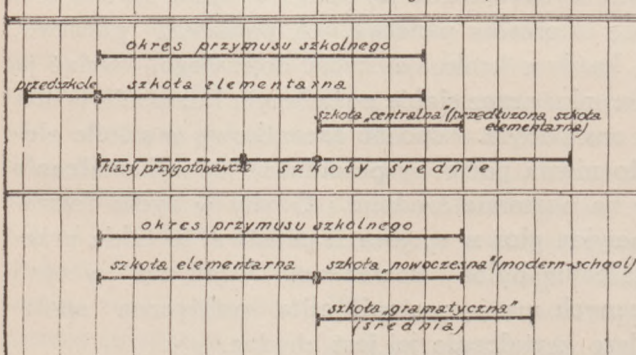 okres przymusu szkolnego
przedszkole szkoła elementarna
szkoła „centralna” (przedłużona szkoła
elementarna)
klasy przygotowawcze szkoły średnie
okres przymusu szkolnego
szkoła elementarna szkoła „nowoczesna” (modern-school)
szkoła „gramatyczna”
(średnia)